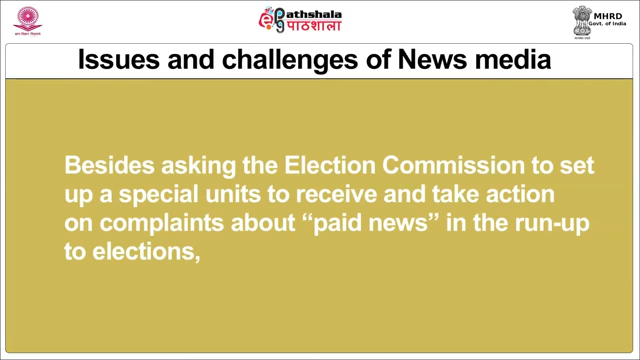 ePathshala
पाठशाला
MHRD
Govt. of India
Issues and challenges of News media
Besides asking the Election Commission to set
up a special units to receive and take action
on complaints about “paid news” in the run-up
to elections,